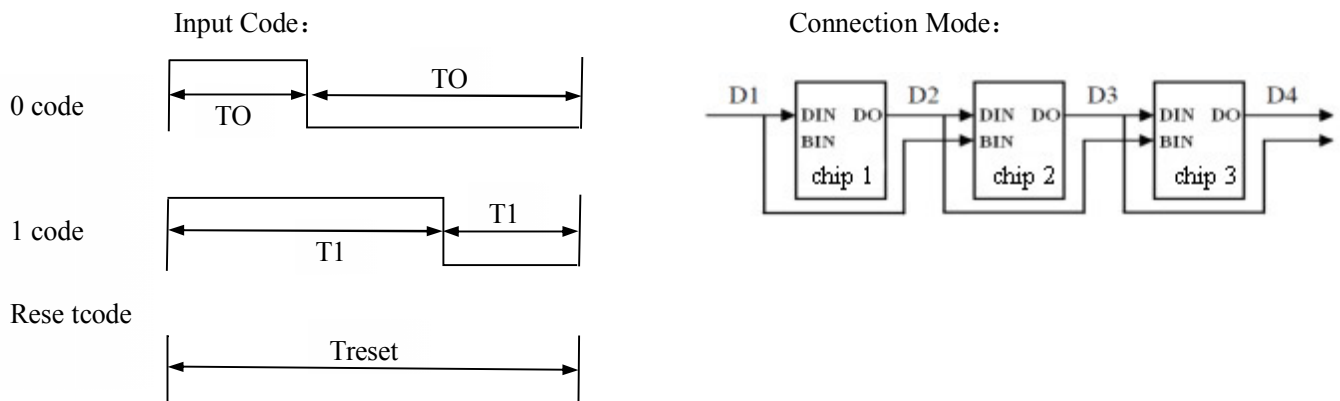 Input Code：
0 code
TO
TO
1 code
T1
T1
Rese tcode
Treset
Connection Mode：
D1 D2 D3 D4
DIN DO DIN DO DIN DO
BIN BIN BIN
chip 1 chip 2 chip 3